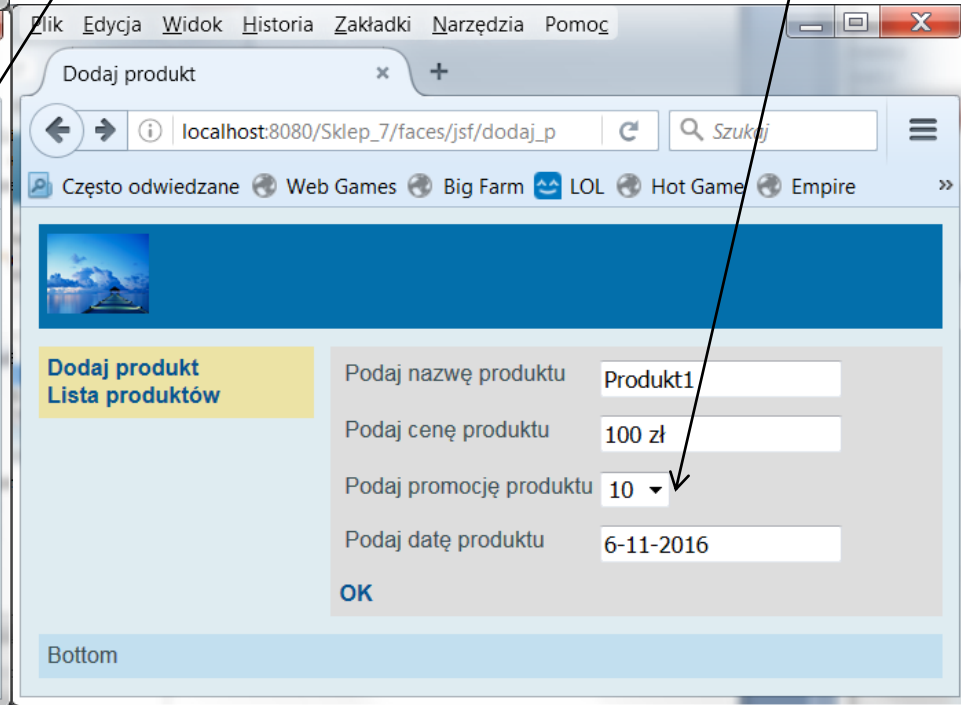 Plik Edycja Widok Historia Zakładki Narzędzia Pomoc
Dodaj produkt × +
localhost:8080/Sklep_7/faces/jsf/dodaj_p Szukaj
Często odwiedzane Web Games Big Farm LOL Hot Game Empire »
Dodaj produkt
Lista produktów
Podaj nazwę produktu Produkt1
Podaj cenę produktu 100 zł
Podaj promocję produktu 10
Podaj datę produktu 6-11-2016
OK
Bottom